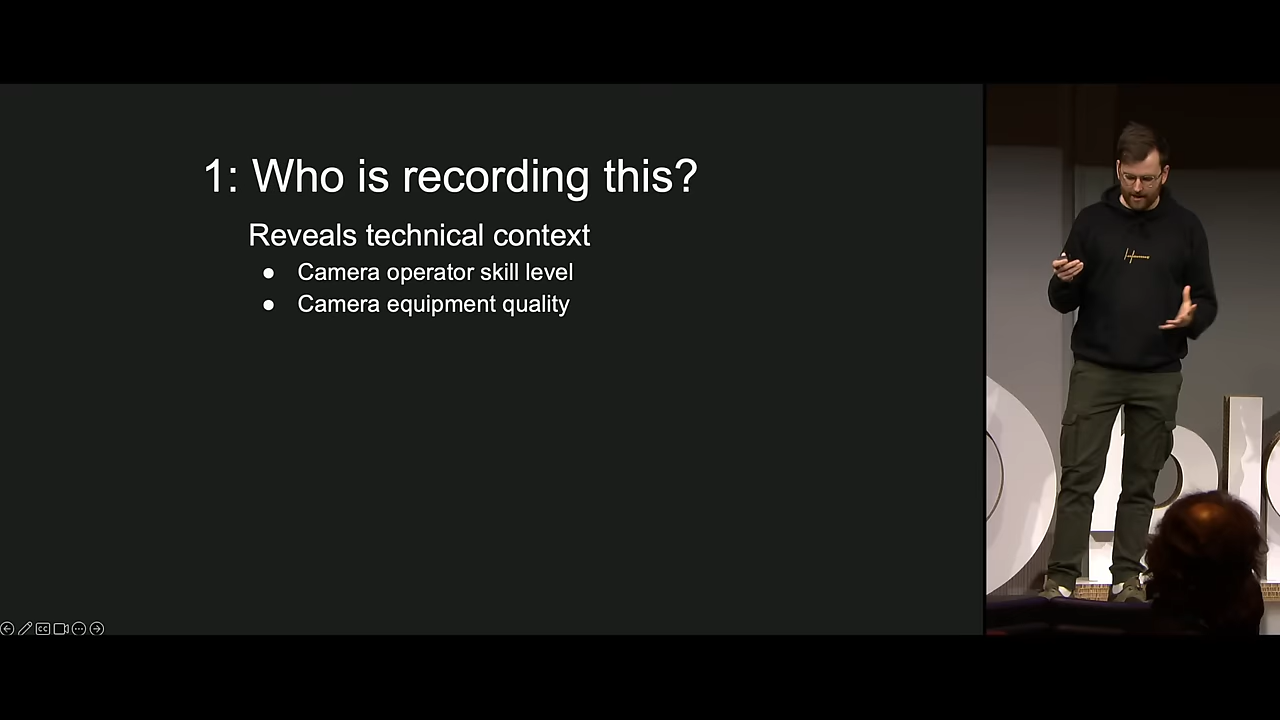 1: Who is recording this?
Reveals technical context
● Camera operator skill level
● Camera equipment quality